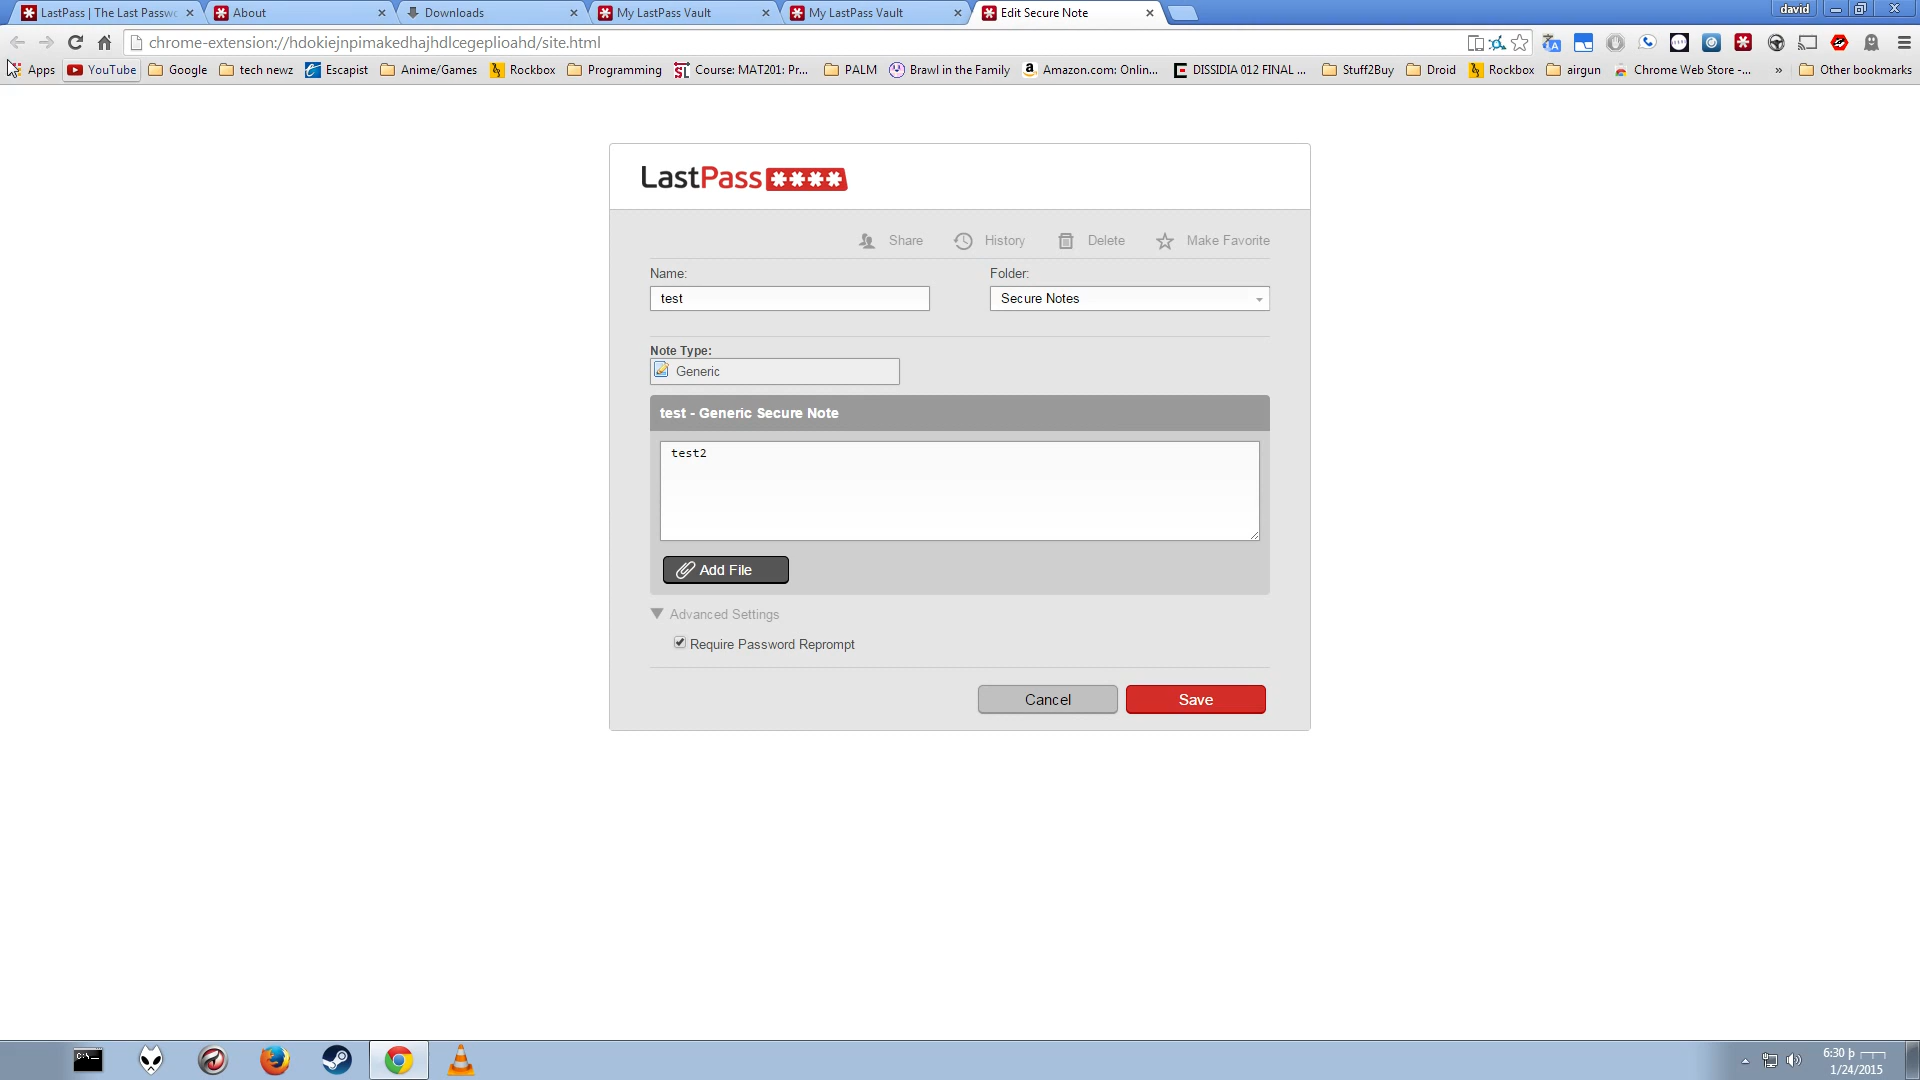 LastPass | The Last Passwo
About
Downloads
My LastPass Vault
My LastPass Vault
Edit Secure Note
david
chrome-extension://hdokiejnpimakedhajhdlcegeplioahd/site.html
Apps
YouTube
Google
tech newz
Escapist
Anime/Games
Rockbox
Programming
Course: MAT201: Pr...
PALM
Brawl in the Family
Amazon.com: Onlin...
DISSIDIA 012 FINAL ...
Stuff2Buy
Droid
Rockbox
airgun
Chrome Web Store -...
»
Other bookmarks
LastPass ****
Share
History
Delete
Make Favorite
Name:
Folder:
test
Secure Notes
Note Type:
Generic
test - Generic Secure Note
test2
Add File
Advanced Settings
Require Password Reprompt
Cancel
Save
C:\_
6:30 þ
1/24/2015